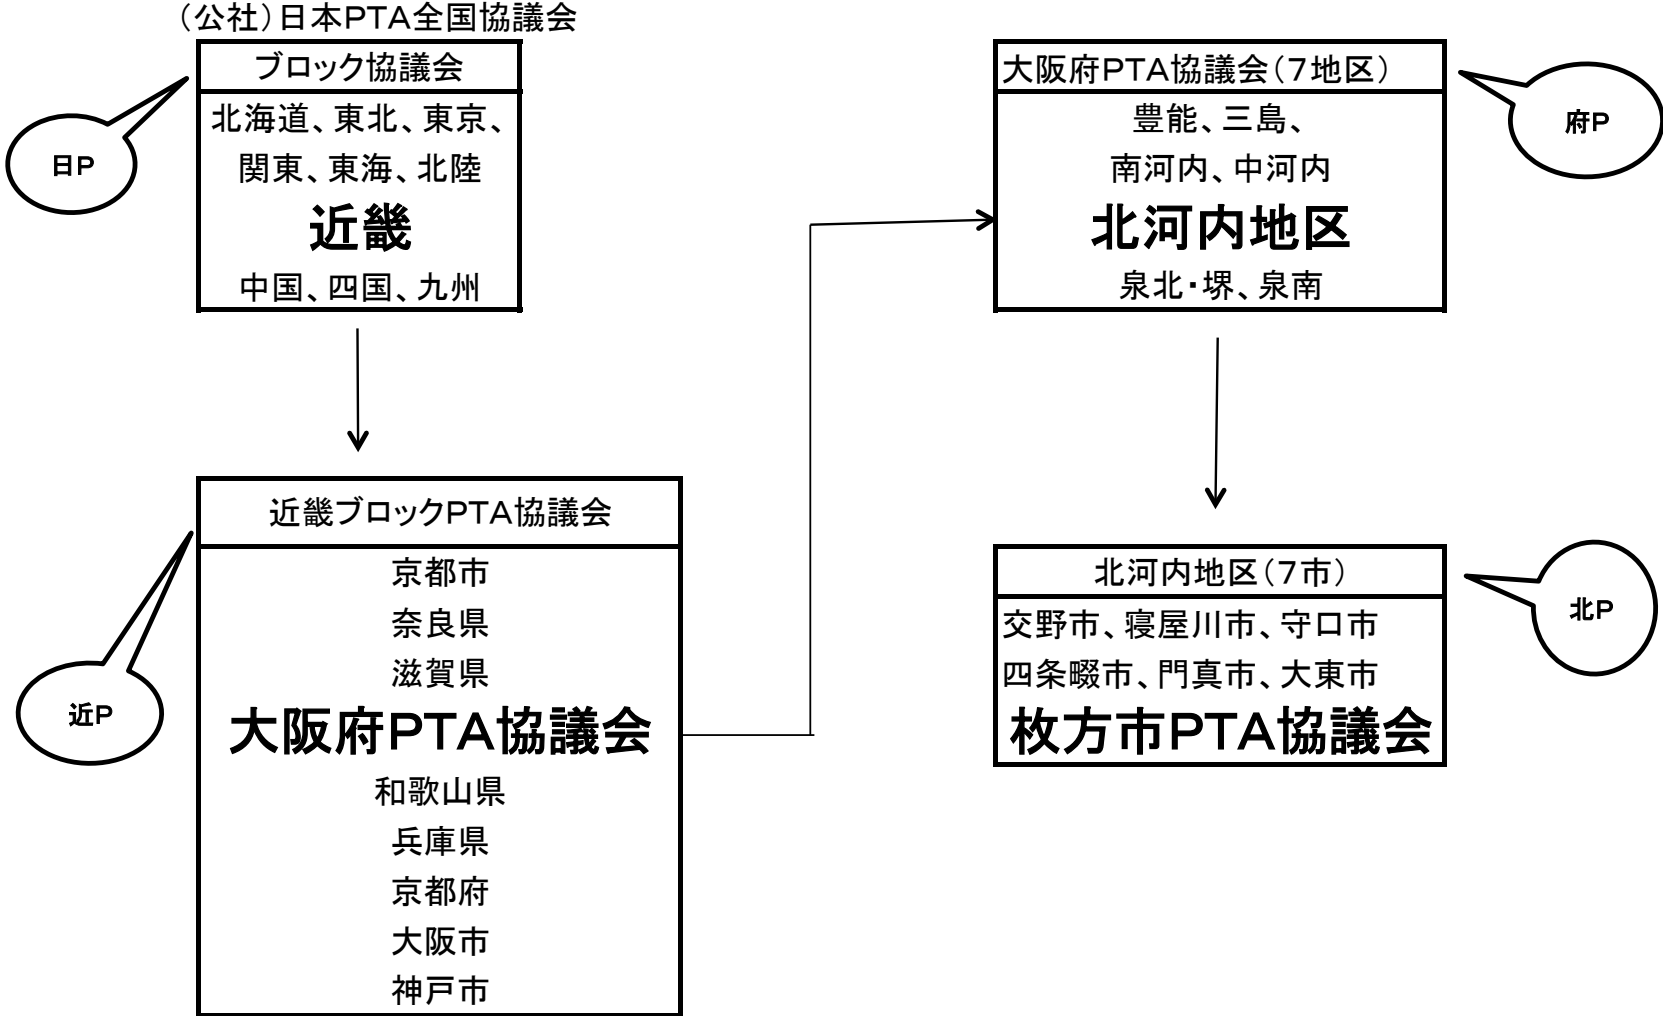 （公社）日本PTA全国協議会
ブロック協議会
北海道、東北、東京、
関東、東海、北陸
近畿
中国、四国、九州
日P
近畿ブロックPTA協議会
京都市
奈良県
滋賀県
大阪府PTA協議会
和歌山県
兵庫県
京都府
大阪市
神戸市
近P
大阪府PTA協議会（7地区）
豊能、三島、
南河内、中河内
北河内地区
泉北・堺、泉南
府P
北河内地区（7市）
交野市、寝屋川市、守口市
四条畷市、門真市、大東市
枚方市PTA協議会
北P